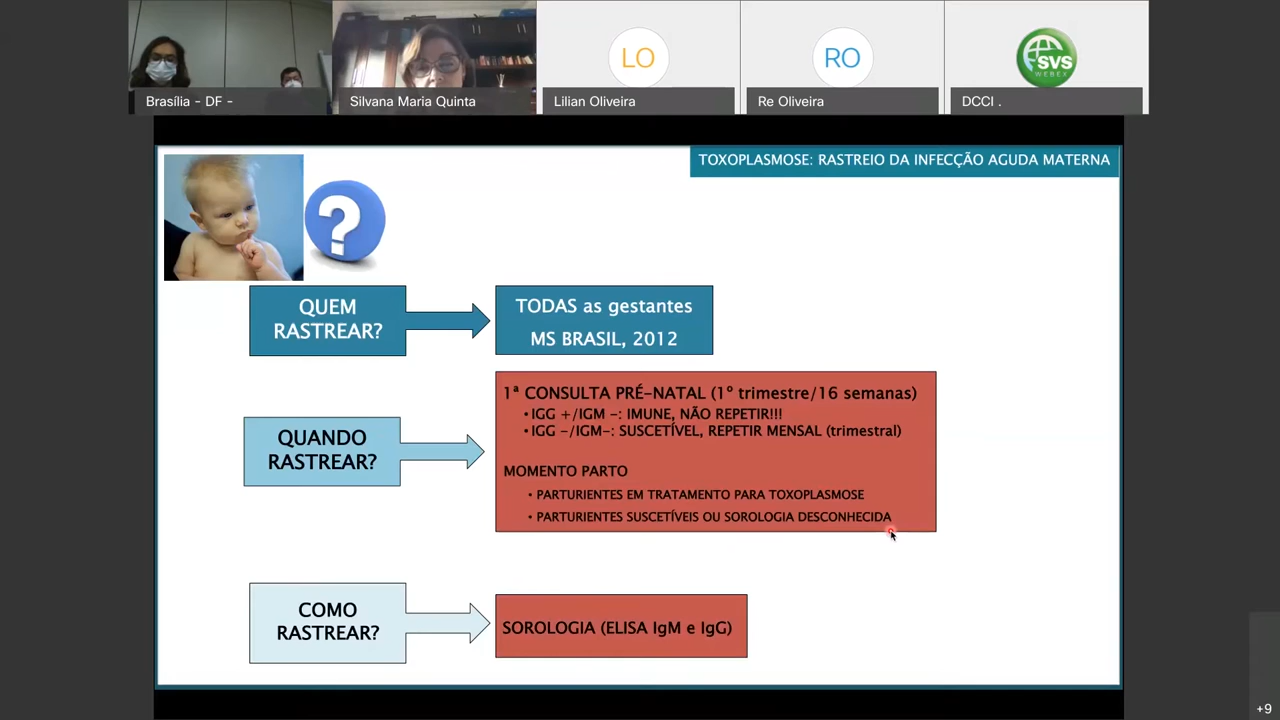 LO
RO
SVS
WEBEX
Brasília - DF -
Silvana Maria Quinta
Lilian Oliveira
Re Oliveira
DCCI .
TOXOPLASMOSE: RASTREIO DA INFECÇÃO AGUDA MATERNA
?
QUEM
RASTREAR?
TODAS as gestantes
MS BRASIL, 2012
QUANDO
RASTREAR?
1ª CONSULTA PRÉ-NATAL (1º trimestre/16 semanas)
•IGG +/IGM -: IMUNE, NÃO REPETIR!!!
•IGG -/IGM-: SUSCETÍVEL, REPETIR MENSAL (trimestral)
MOMENTO PARTO
• PARTURIENTES EM TRATAMENTO PARA TOXOPLASMOSE
• PARTURIENTES SUSCETÍVEIS OU SOROLOGIA DESCONHECIDA
COMO
RASTREAR?
SOROLOGIA (ELISA IgM e IgG)
+9